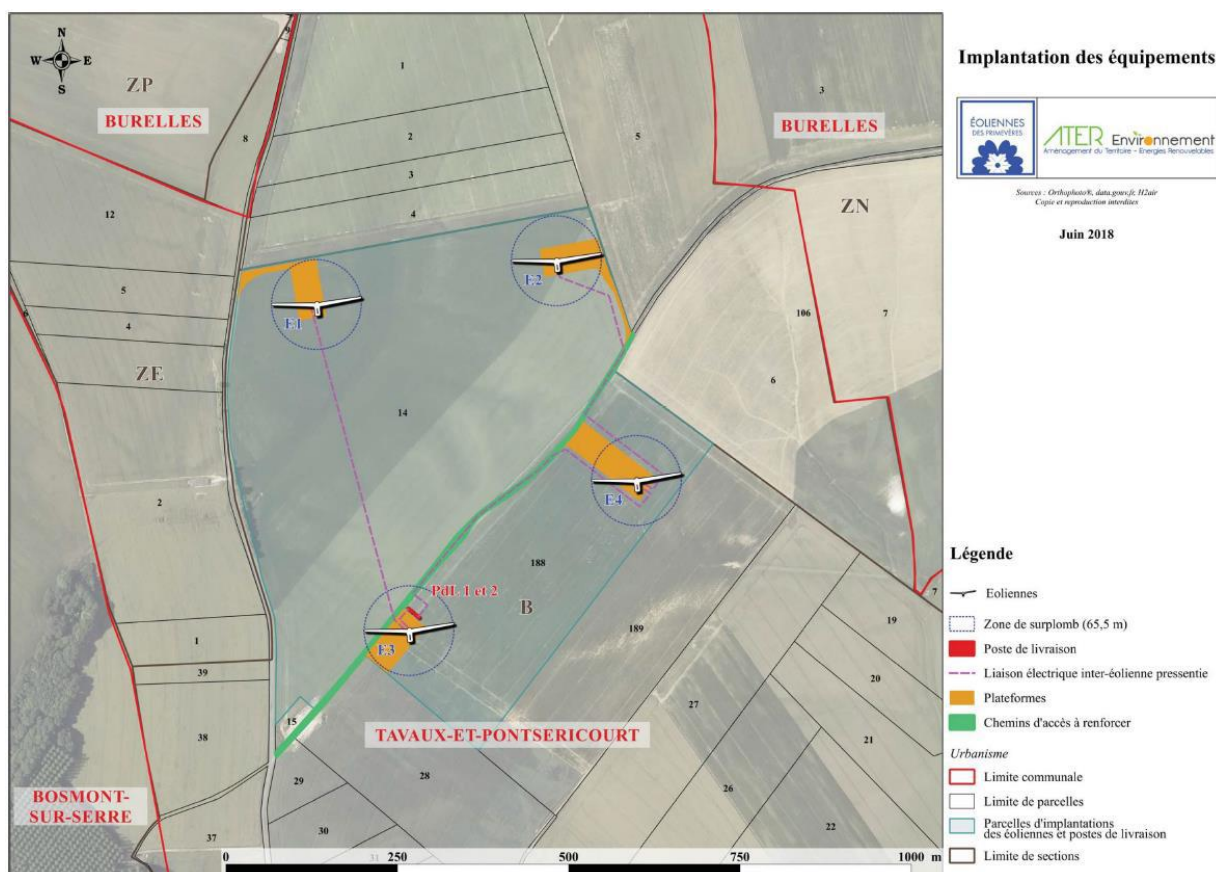 Implantation des équipements
ÉOLIENNES
DES PRIMEVÈRES
ATER Environnement
Aménagement du Territoire - Energies Renouvelables
Sources : Orthophoto®, data.gouv.fr, H2air
Copie et reproduction interdites
Juin 2018
N
W E
S
ZP
BURELLES
8
1
2
3
4
5
3
BURELLES
ZN
12
5
4
ZE
2
1
39
38
37
E1
E2
14
106
7
6
E4
188
B
189
PdL 1 et 2
E3
15
TAVAUX-ET-PONTSERICOURT
BOSMONT-
SUR-SERRE
29
28
30
31
27
26
22
19
20
21
7
0 250 500 750 1000 m
Légende
Eoliennes
Zone de surplomb (65,5 m)
Poste de livraison
Liaison électrique inter-éolienne pressentie
Plateformes
Chemins d'accès à renforcer
Urbanisme
Limite communale
Limite de parcelles
Parcelles d'implantations
des éoliennes et postes de livraison
Limite de sections